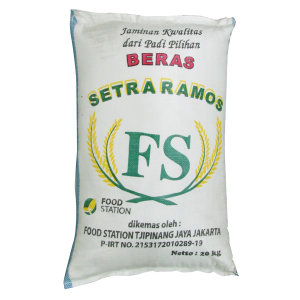 Jaminan Kwalitas
dari Padi Pilihan
BERAS
SETRA RAMOS
FS
FOOD
STATION
dikemas oleh :
FOOD STATION TJIPINANG JAYA JAKARTA
P-IRT NO. 2153172010289-19
Netto : 20 kg